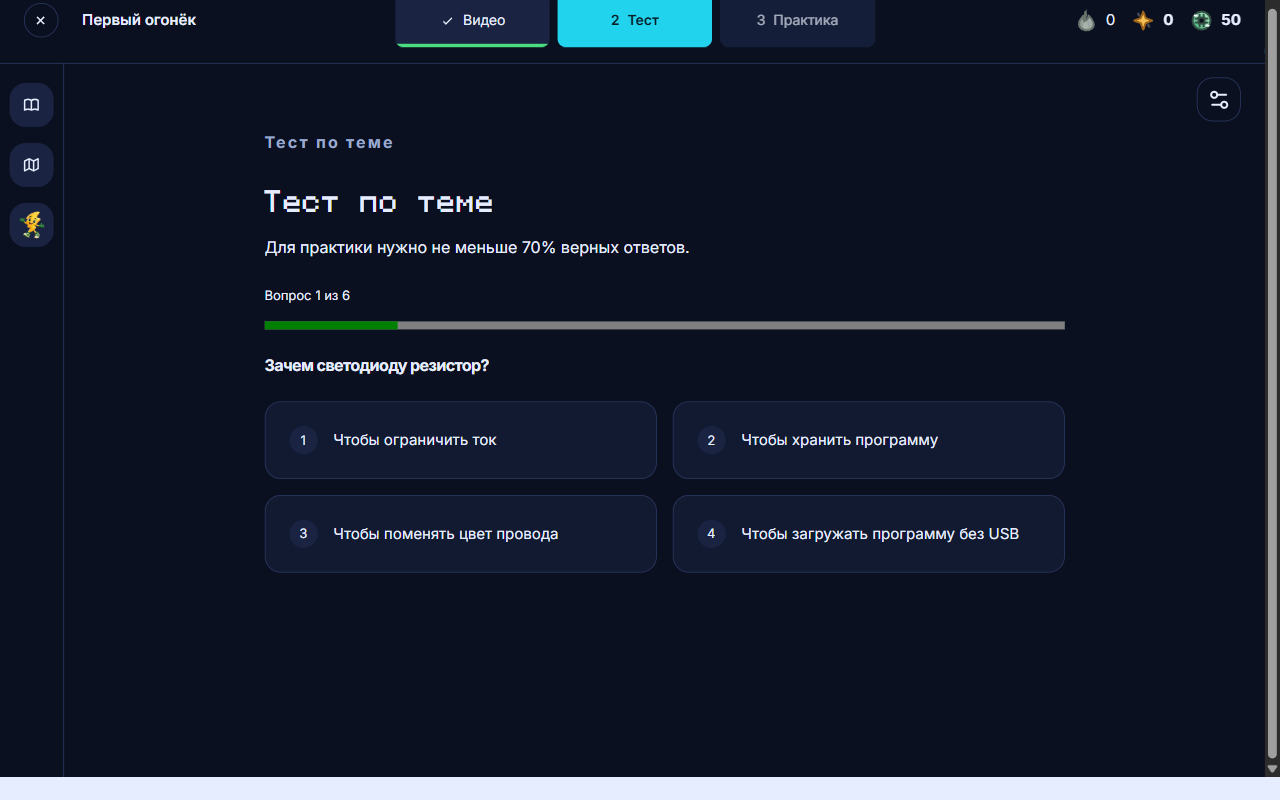 Первый огонёк
Видео
2 Тест
3 Практика
0
0
50
Тест по теме
Тест по теме
Для практики нужно не меньше 70% верных ответов.
Вопрос 1 из 6
Зачем светодиоду резистор?
1 Чтобы ограничить ток
2 Чтобы хранить программу
3 Чтобы поменять цвет провода
4 Чтобы загружать программу без USB